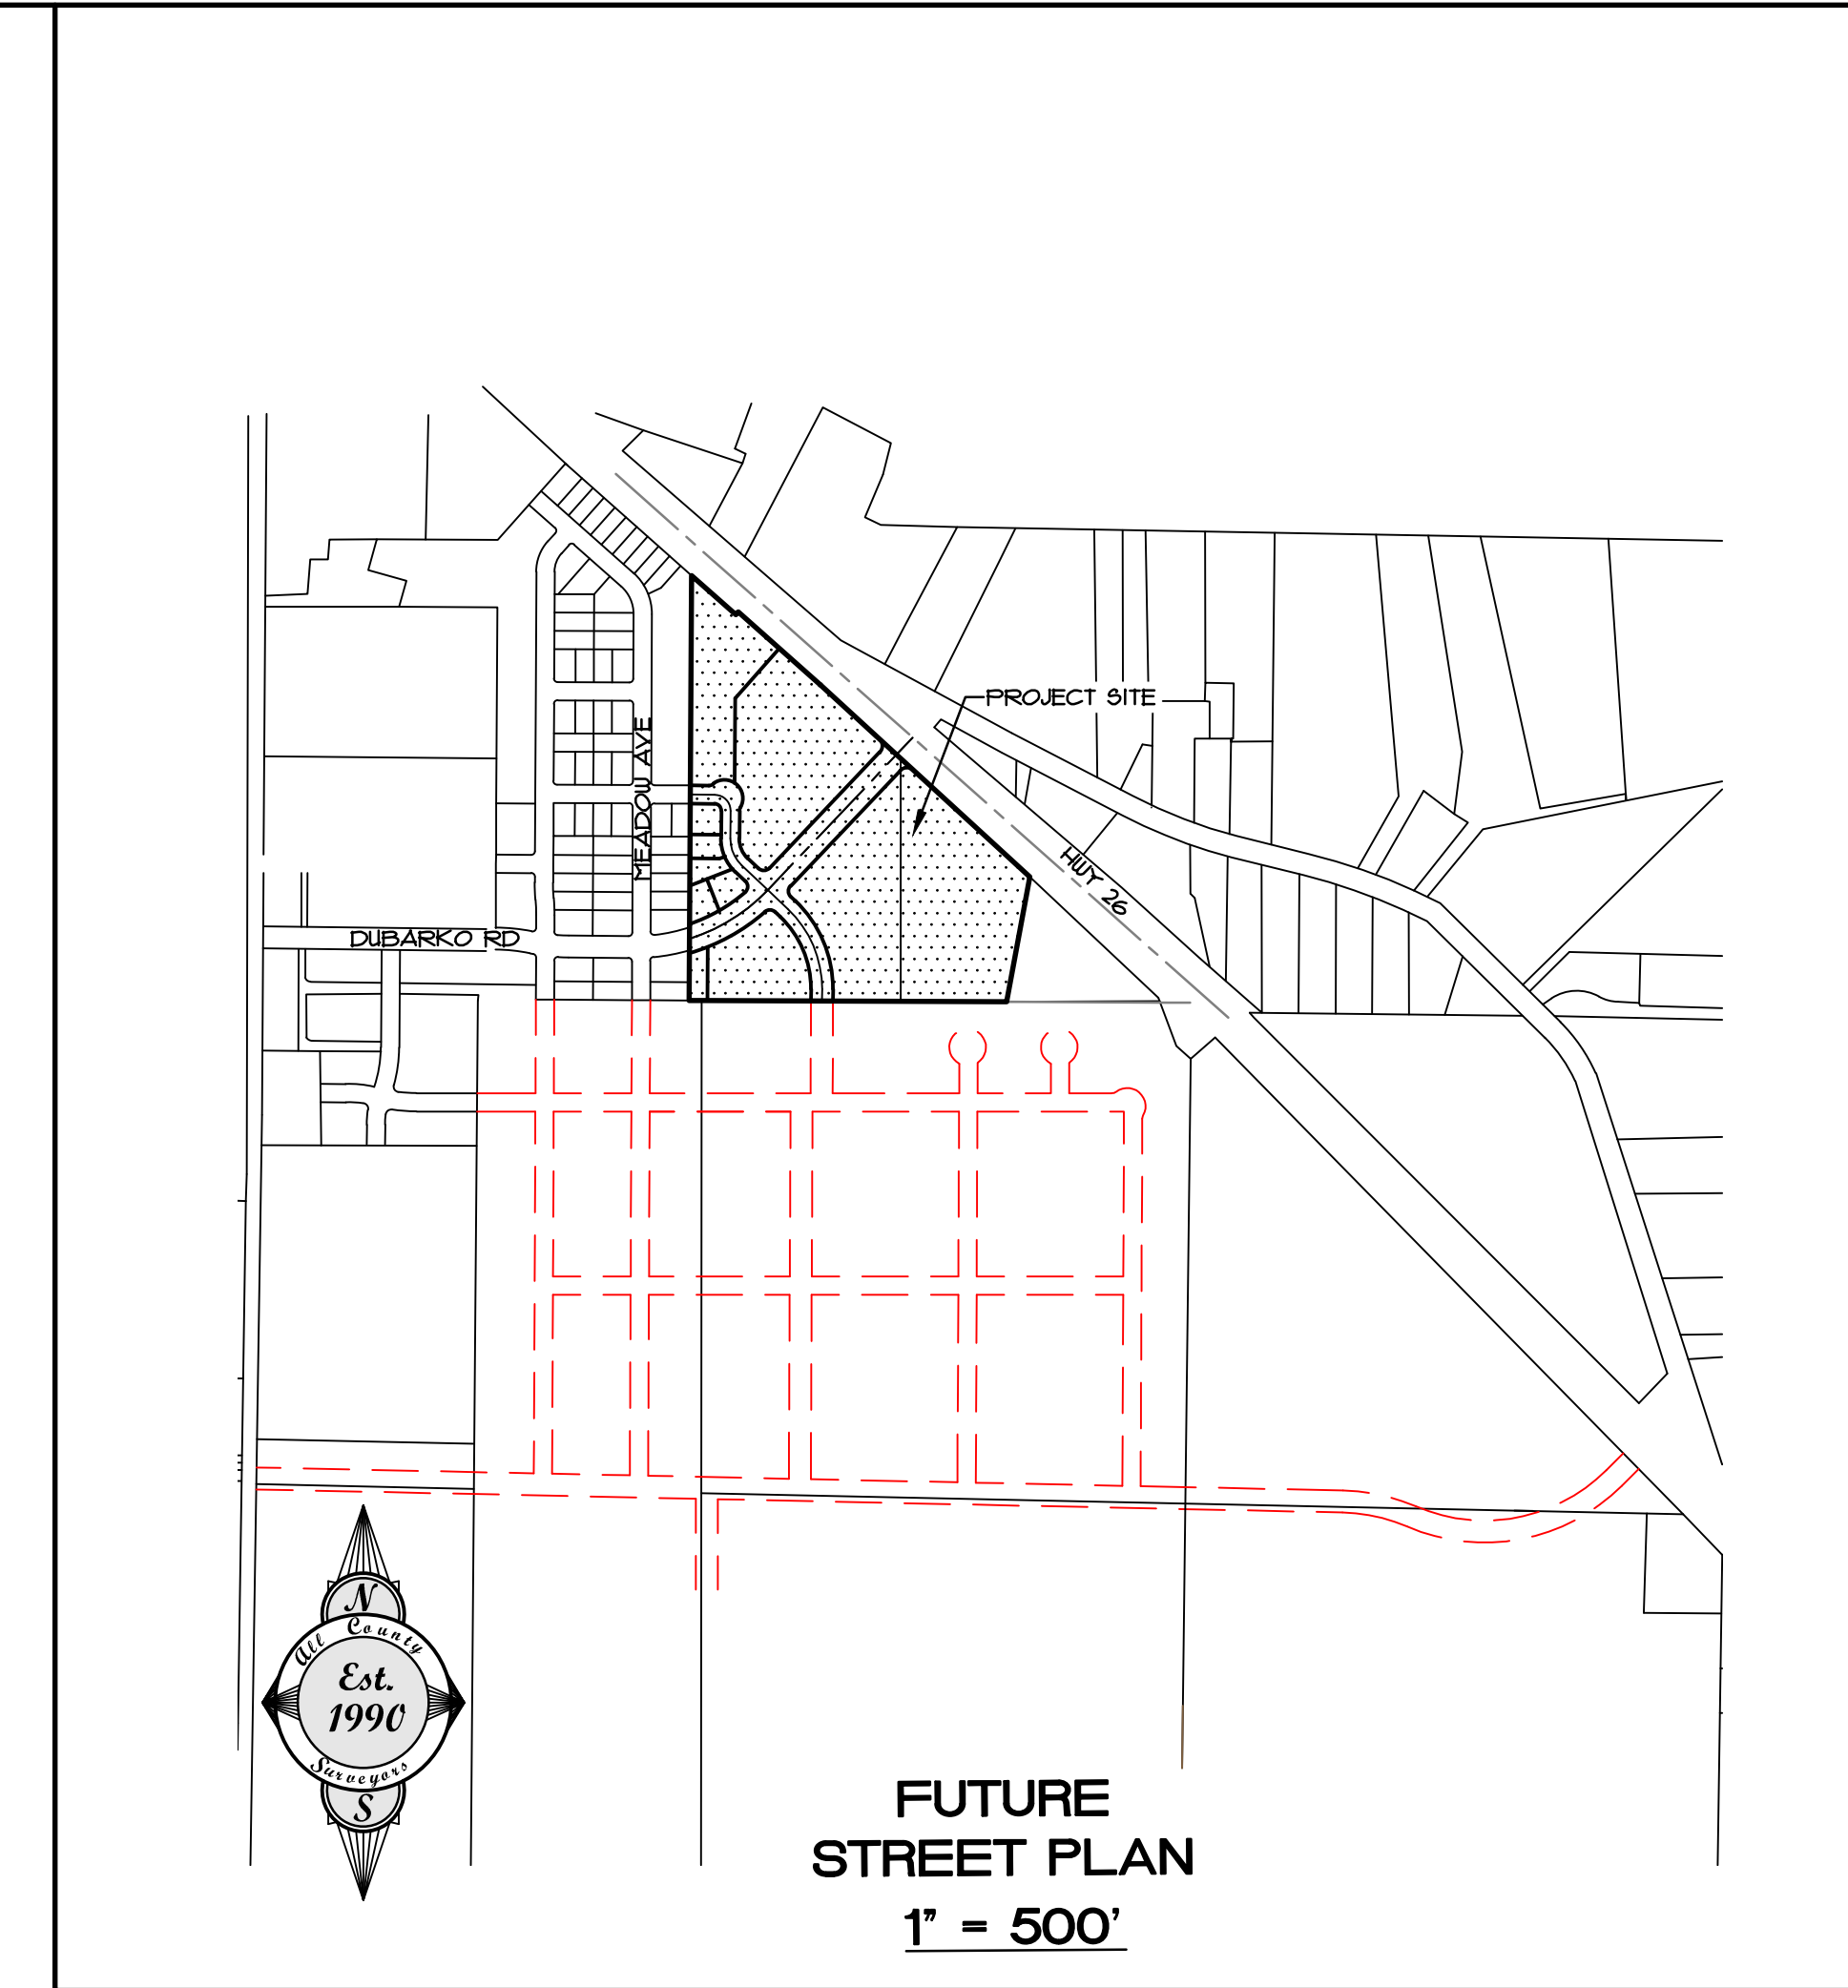 MEADOW AVE
PROJECT SITE
HWY 26
DUBARKO RD
N
All County
Est.
1990
Surveyors
S
FUTURE
STREET PLAN
1" = 500'